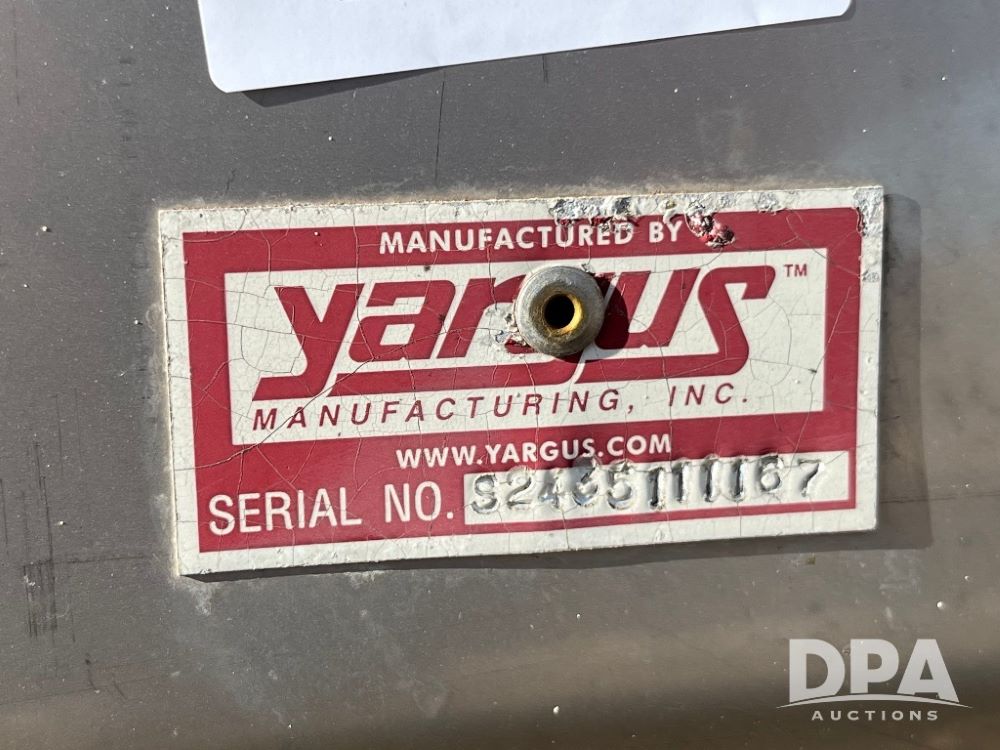 MANUFACTURED BY
yargus™
MANUFACTURING, INC.
WWW.YARGUS.COM
SERIAL NO.
DPA
AUCTIONS